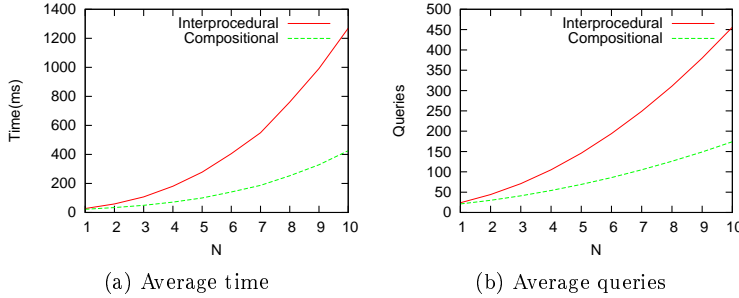 1400
1200
1000
800
600
400
200
0
Time(ms)
Interprocedural
Compositional
1 2 3 4 5 6 7 8 9 10
N
(a) Average time
500
450
400
350
300
250
200
150
100
50
0
Queries
Interprocedural
Compositional
1 2 3 4 5 6 7 8 9 10
N
(b) Average queries